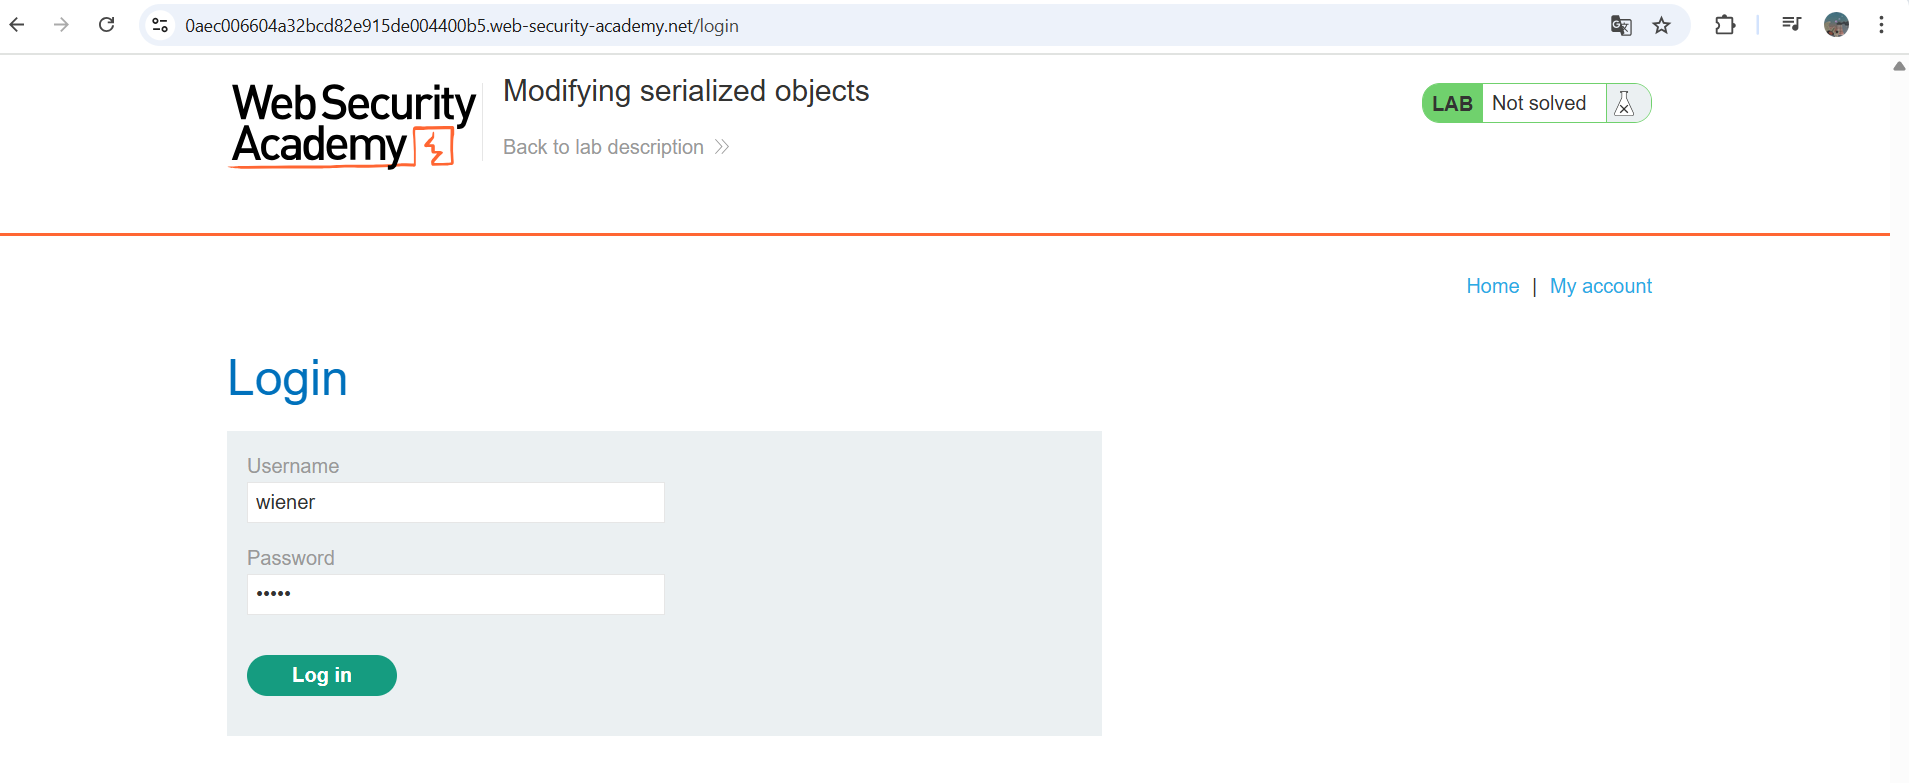 0aec006604a32bcd82e915de004400b5.web-security-academy.net/login
Web Security
Academy
Modifying serialized objects
Back to lab description
LAB Not solved
Home | My account
Login
Username
wiener
Password
•••••
Log in